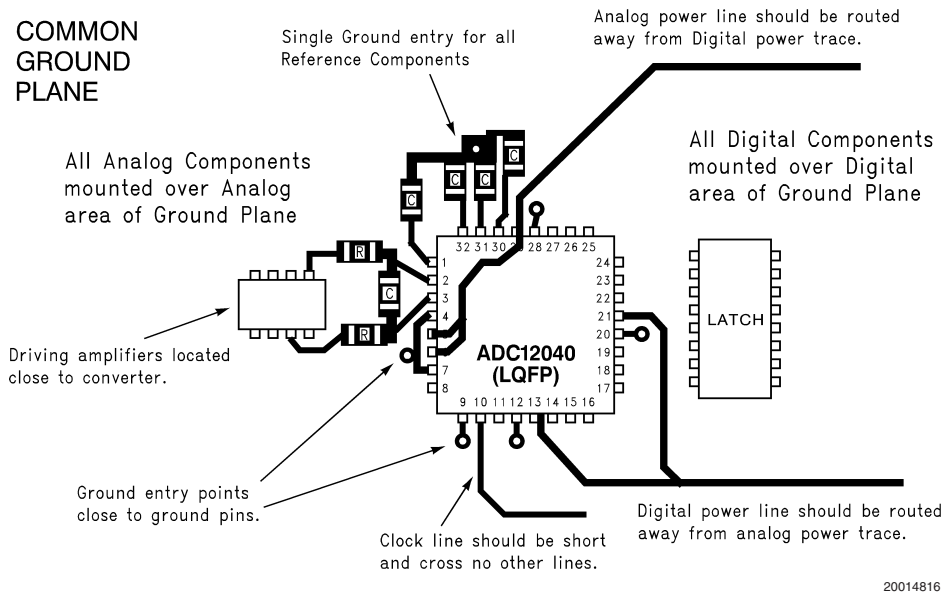 COMMON
GROUND
PLANE
Single Ground entry for all
Reference Components
Analog power line should be routed
away from Digital power trace.
All Analog Components
mounted over Analog
area of Ground Plane
All Digital Components
mounted over Digital
area of Ground Plane
C
C
C
C
32 31 30 28 27 26 25
R
C
R
1
2
3
4
7
8
24
23
22
21
20
19
18
17
LATCH
ADC12040
(LQFP)
9 10 11 12 13 14 15 16
Driving amplifiers located
close to converter.
Ground entry points
close to ground pins.
Clock line should be short
and cross no other lines.
Digital power line should be routed
away from analog power trace.
20014816